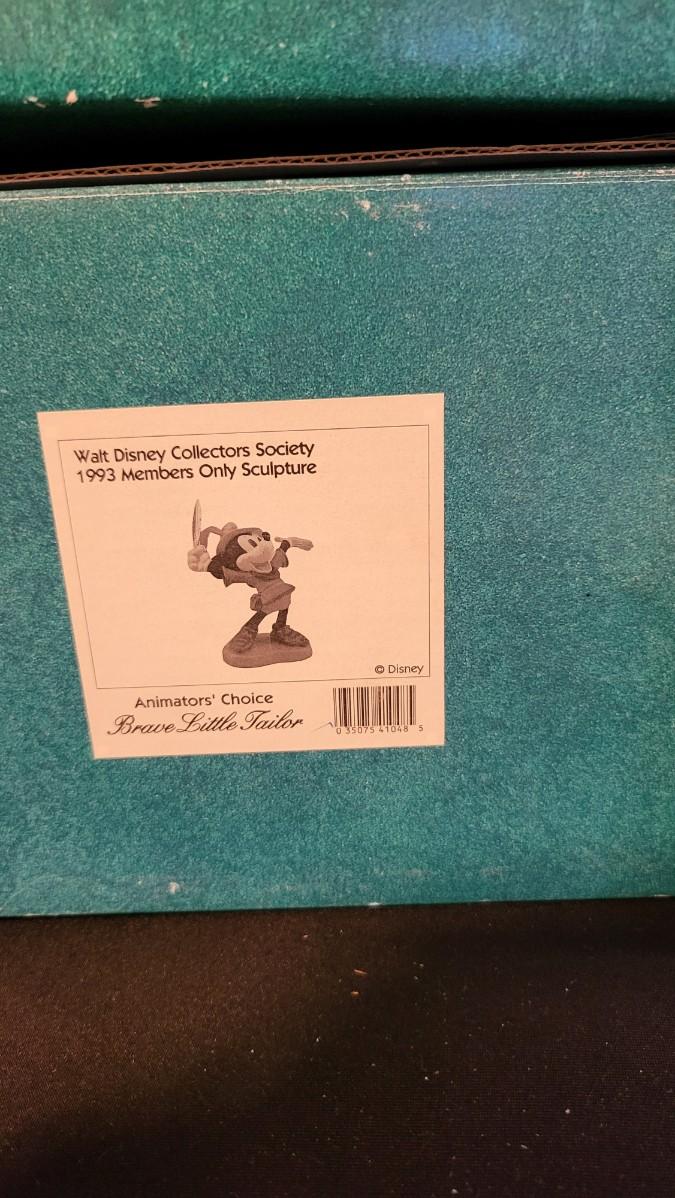 Walt Disney Collectors Society
1993 Members Only Sculpture
© Disney
Animators' Choice
Brave Little Tailor
0 35075 41048 5